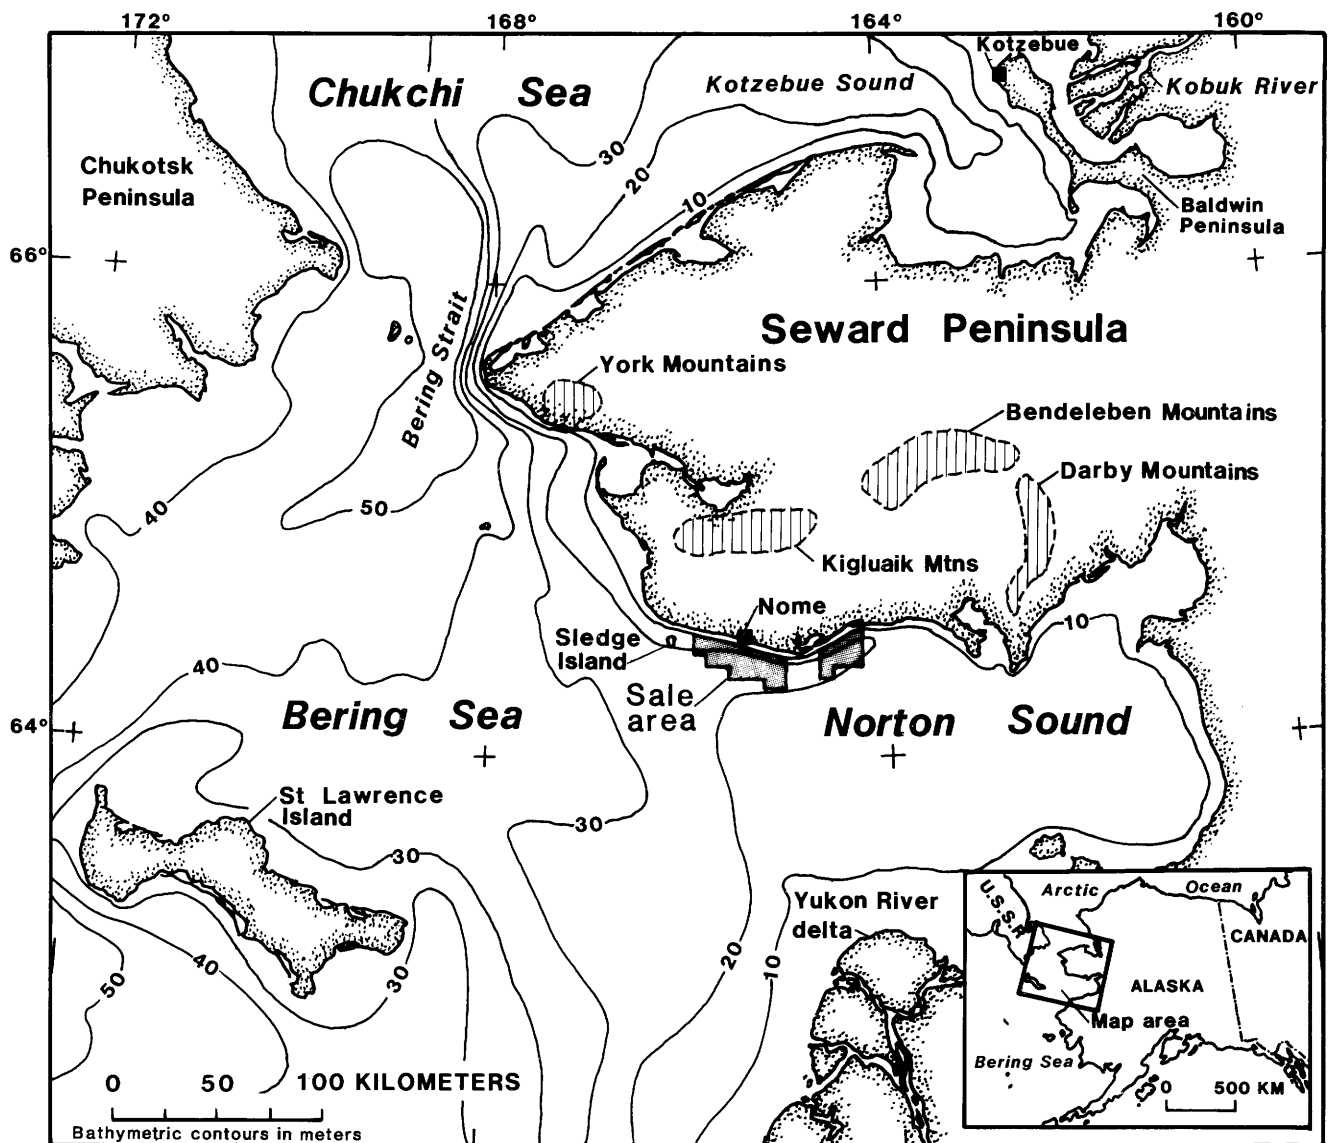 172° 168° 164° 160°
Kotzebue
Chukchi Sea
Kotzebue Sound
Kobuk River
30
Chukotsk
Peninsula
20
10
Baldwin
Peninsula
66°
Bering Strait
Seward Peninsula
York Mountains
Bendeleben Mountains
Darby Mountains
40
50
Kigluaik Mtns
Nome
10
Sledge
Island
40
Sale
area
Bering Sea
Norton Sound
64°
St Lawrence
Island
30
30
Yukon River
delta
20
10
50
40
30
U.S.S.R
Arctic Ocean
CANADA
ALASKA
Map area
Bering Sea
0 500 KM
0 50 100 KILOMETERS
Bathymetric contours in meters